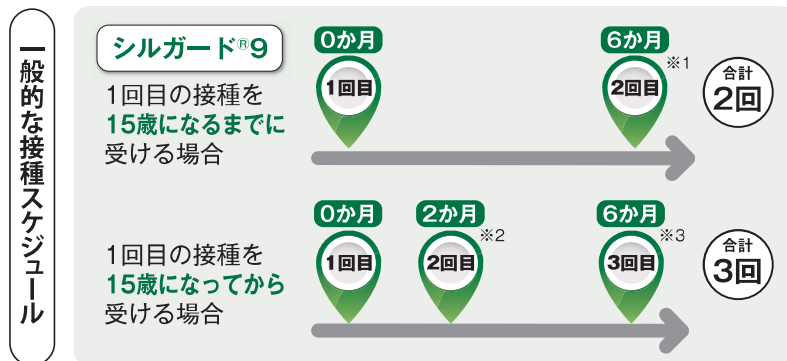 一般的な接種スケジュール
シルガード®9
1回目の接種を
15歳になるまでに
受ける場合
0か月
1回目
6か月
※1
2回目
合計
2回
1回目の接種を
15歳になってから
受ける場合
0か月
1回目
2か月
※2
2回目
6か月
※3
3回目
合計
3回